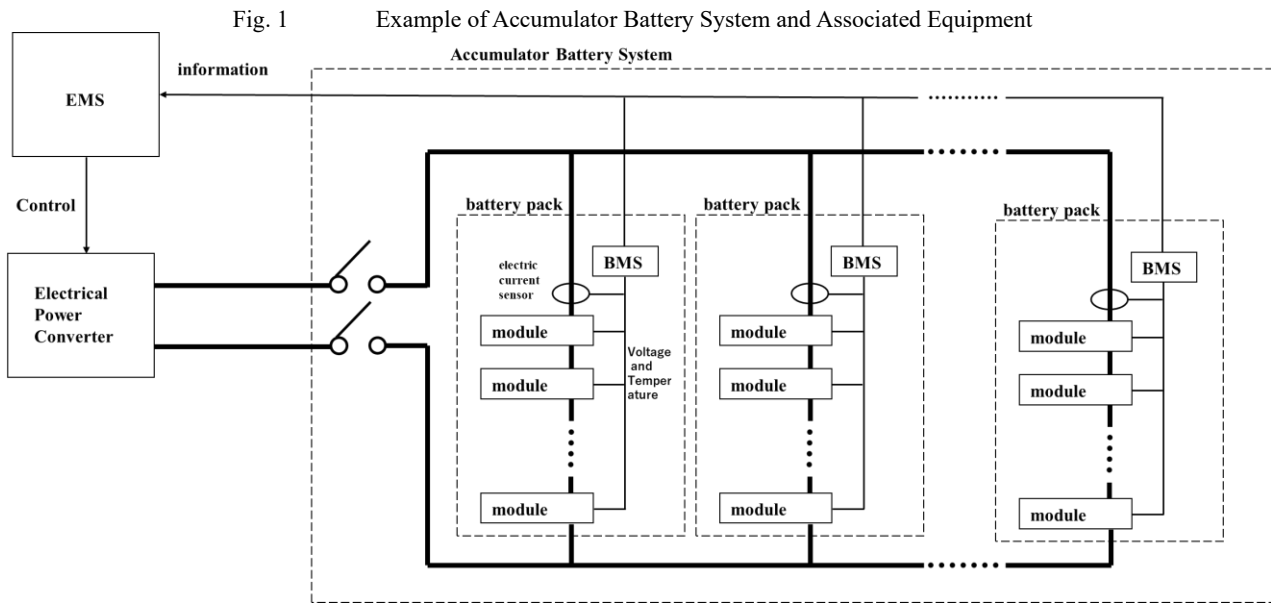 Fig. 1 Example of Accumulator Battery System and Associated Equipment
Accumulator Battery System
information
EMS
Control
Electrical
Power
Converter
battery pack
BMS
electric
current
sensor
module
module
Voltage
and
Temper
ature
module
battery pack
BMS
module
module
module
battery pack
BMS
module
module
module